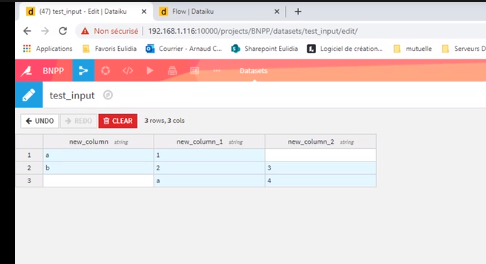 (47) test_input - Edit | Dataiku
Flow | Dataiku
Non sécurisé | 192.168.1.116:10000/projects/BNPP/datasets/test_input/edit/
Applications Favoris Eulidia Courrier - Arnaud C... Sharepoint Eulidia Logiciel de création... mutuelle Serveurs D
BNPP Datasets
test_input
UNDO REDO CLEAR 3 rows, 3 cols
new_column string new_column_1 string new_column_2 string
1 a 1
2 b 2 3
3 a 4